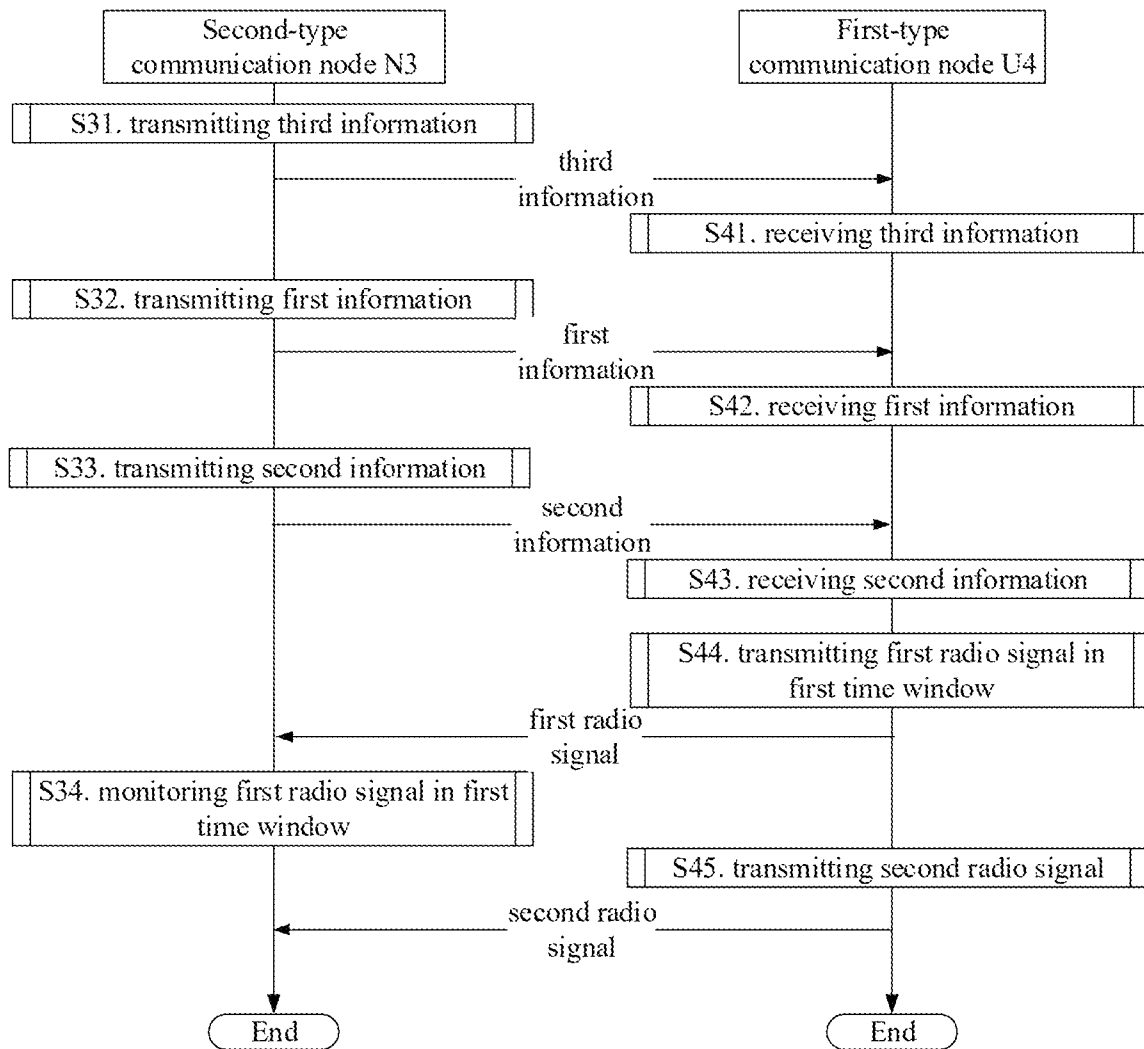 Second-type
communication node N3
First-type
communication node U4
S31. transmitting third information
third
information
S41. receiving third information
S32. transmitting first information
first
information
S42. receiving first information
S33. transmitting second information
second
information
S43. receiving second information
S44. transmitting first radio signal in
first time window
first radio
signal
S34. monitoring first radio signal in first
time window
S45. transmitting second radio signal
second radio
signal
End
End